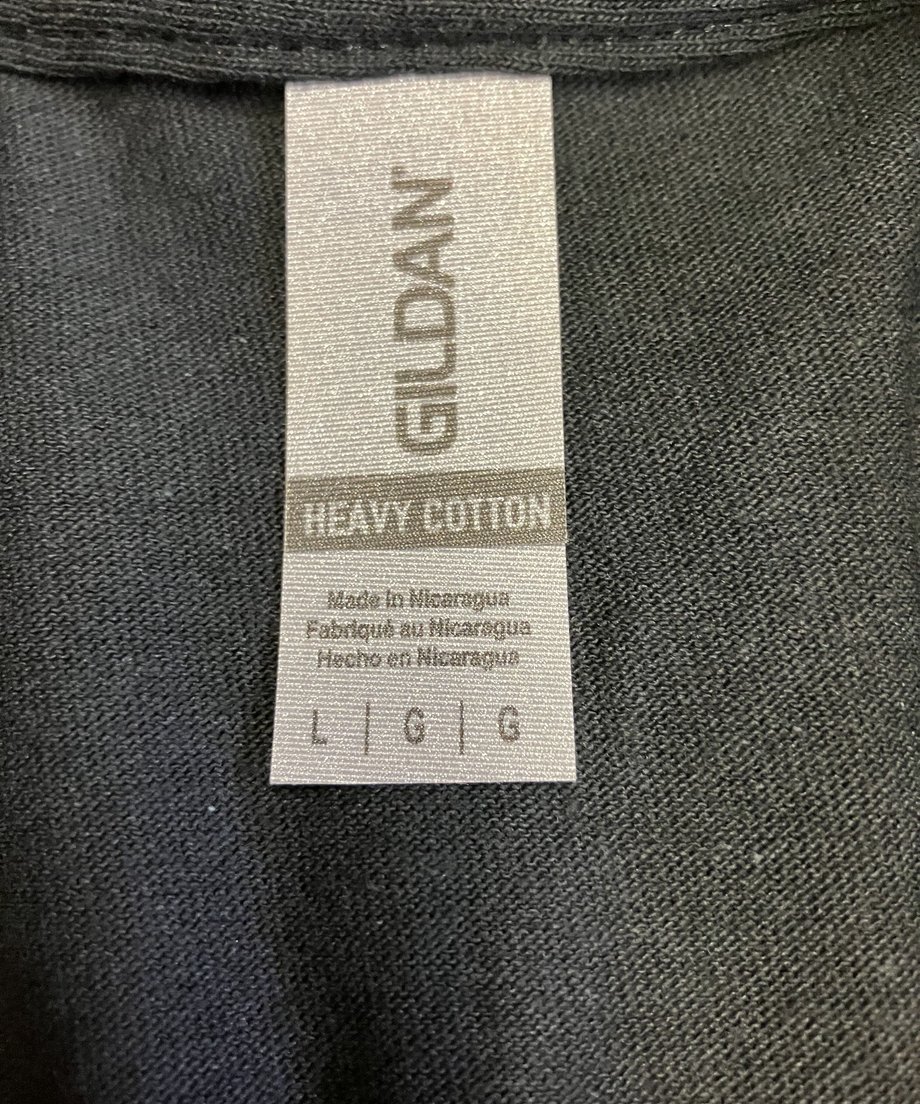 GILDAN
HEAVY COTTON
Made in Nicaragua
Fabriqué au Nicaragua
Hecho en Nicaragua
L | G | G